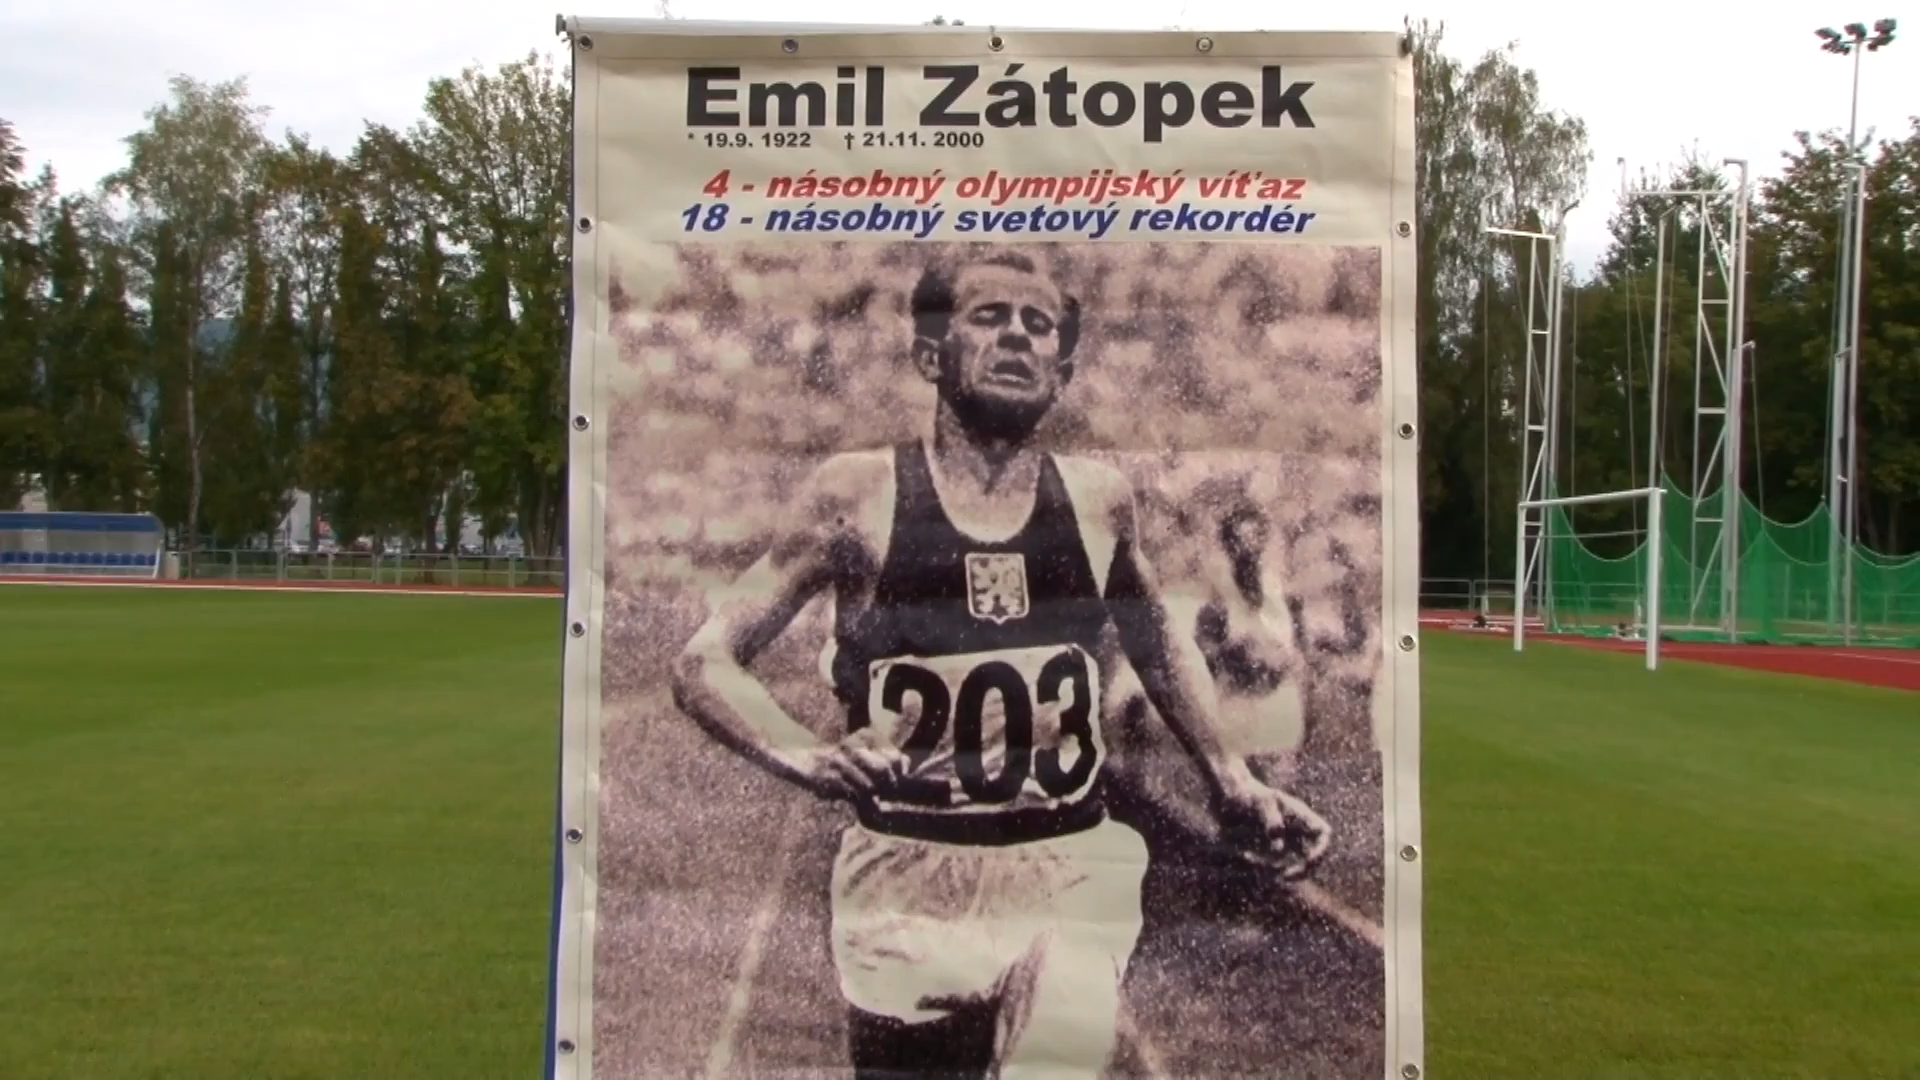 Emil Zátopek
* 19.9. 1922 † 21.11. 2000
4 - násobný olympijský víťaz
18 - násobný svetový rekordér
203